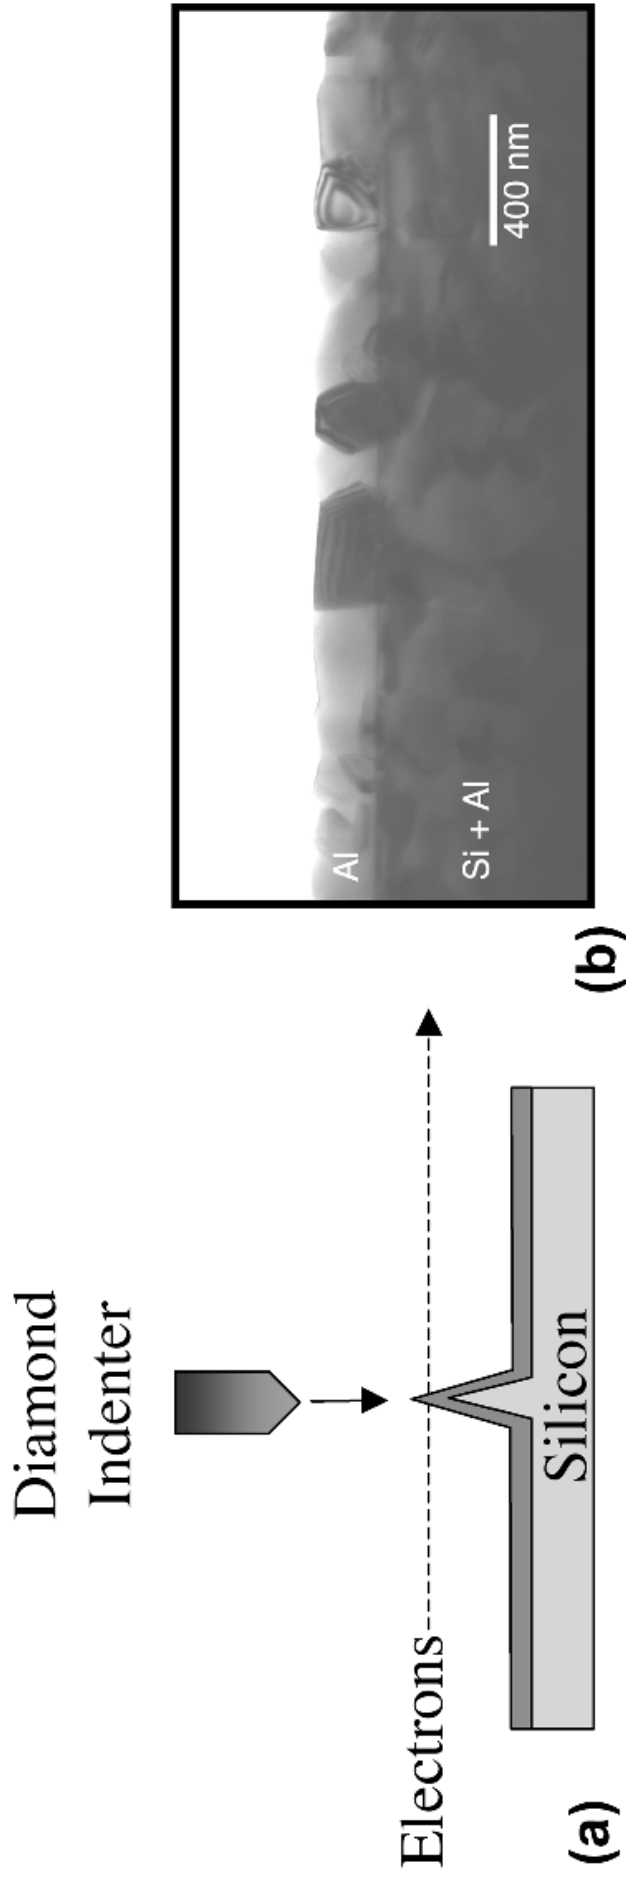 Diamond
Indenter
Electrons
Silicon
(a)
Al
Si + Al
400 nm
(b)